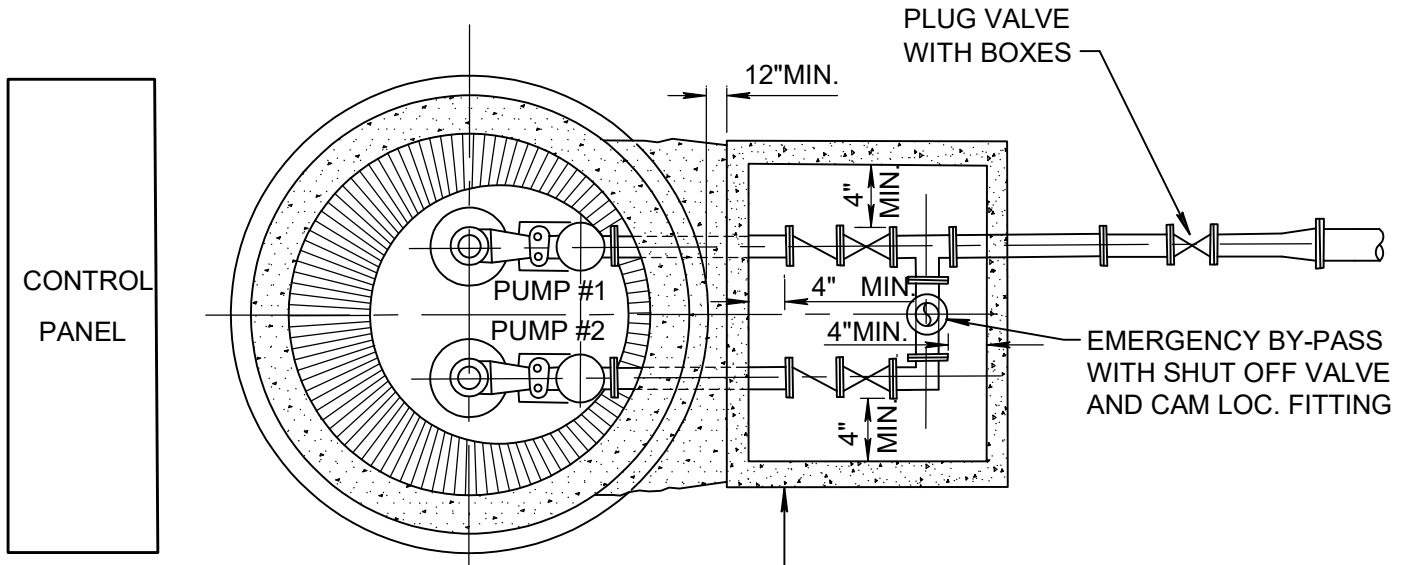 PLUG VALVE
WITH BOXES
12"MIN.
4"
MIN.
CONTROL
PANEL
PUMP #1
PUMP #2
4" MIN.
4"MIN.
EMERGENCY BY-PASS
WITH SHUT OFF VALVE
AND CAM LOC. FITTING
4"
MIN.